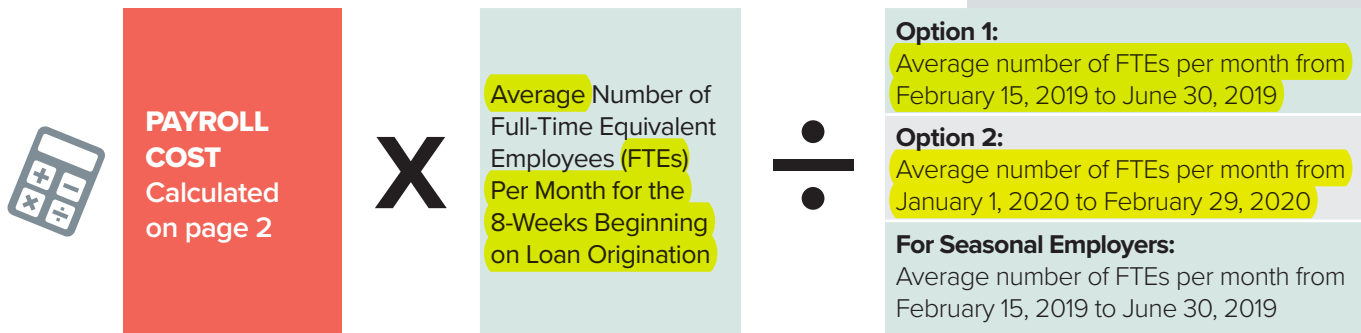 PAYROLL
COST
Calculated
on page 2
X
Average Number of
Full-Time Equivalent
Employees (FTEs)
Per Month for the
8-Weeks Beginning
on Loan Origination
÷
Option 1:
Average number of FTEs per month from
February 15, 2019 to June 30, 2019
Option 2:
Average number of FTEs per month from
January 1, 2020 to February 29, 2020
For Seasonal Employers:
Average number of FTEs per month from
February 15, 2019 to June 30, 2019